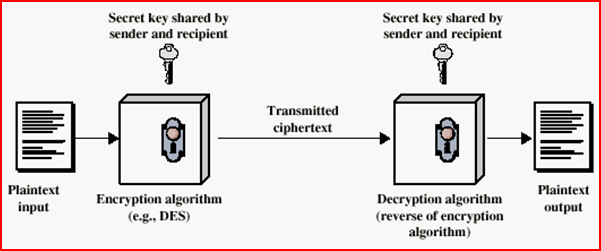 Secret key shared by
sender and recipient
Secret key shared by
sender and recipient
Transmitted
ciphertext
Plaintext
input
Encryption algorithm
(e.g., DES)
Decryption algorithm
(reverse of encryption
algorithm)
Plaintext
output